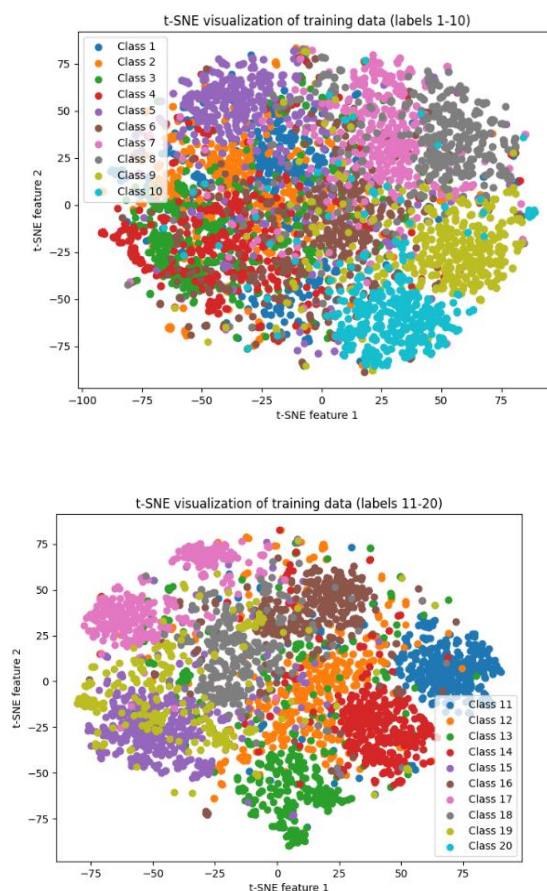 t-SNE visualization of training data (labels 1-10)
t-SNE feature 2
75
50
25
0
−25
−50
−75
Class 1
Class 2
Class 3
Class 4
Class 5
Class 6
Class 7
Class 8
Class 9
Class 10
−100
−75
−50
−25
0
25
50
75
t-SNE feature 1
t-SNE visualization of training data (labels 11-20)
t-SNE feature 2
75
50
25
0
−25
−50
−75
Class 11
Class 12
Class 13
Class 14
Class 15
Class 16
Class 17
Class 18
Class 19
Class 20
−75
−50
−25
0
25
50
75
t-SNE feature 1